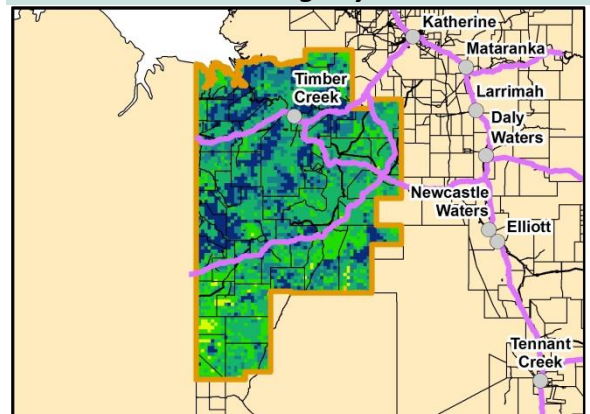 Katherine
Mataranka
Timber
Creek
Larrimah
Daly
Waters
Newcastle
Waters
Elliott
Tennant
Creek